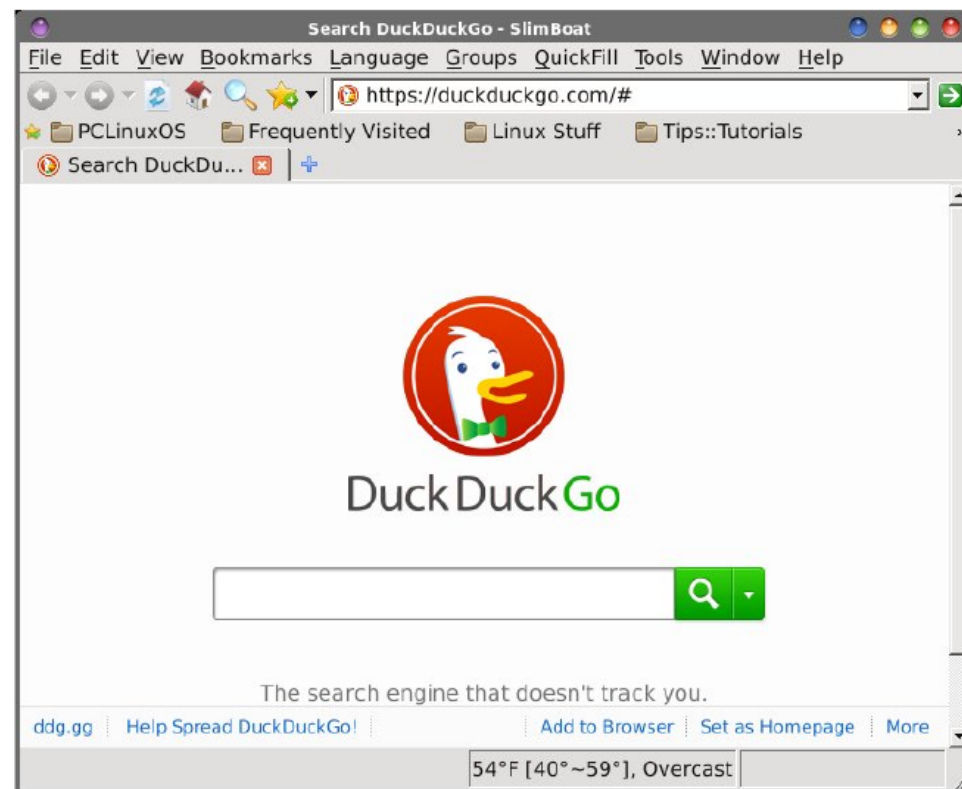 Search DuckDuckGo - SlimBoat
File Edit View Bookmarks Language Groups QuickFill Tools Window Help
https://duckduckgo.com/#
PCLinuxOS Frequently Visited Linux Stuff Tips::Tutorials
Search DuckDu...
DuckDuckGo
The search engine that doesn't track you.
ddg.gg Help Spread DuckDuckGo! Add to Browser Set as Homepage More
54°F [40°~59°], Overcast